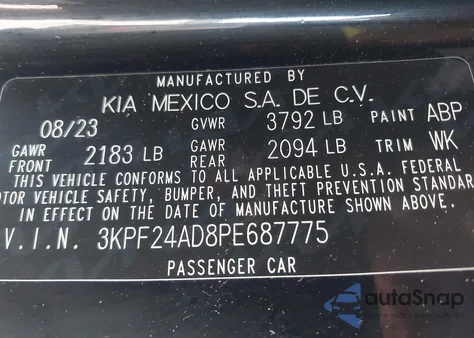 MANUFACTURED BY
KIA MEXICO S.A. DE C.V.
08/23 GVWR 3792 LB PAINT ABP
GAWR FRONT 2183 LB GAWR REAR 2094 LB TRIM WK
THIS VEHICLE CONFORMS TO ALL APPLICABLE U.S.A. FEDERAL
OTOR VEHICLE SAFETY, BUMPER, AND THEFT PREVENTION STANDAR
IN EFFECT ON THE DATE OF MANUFACTURE SHOWN ABOVE.
V.I.N. 3KPF24AD8PE687775
PASSENGER CAR
autoSnap